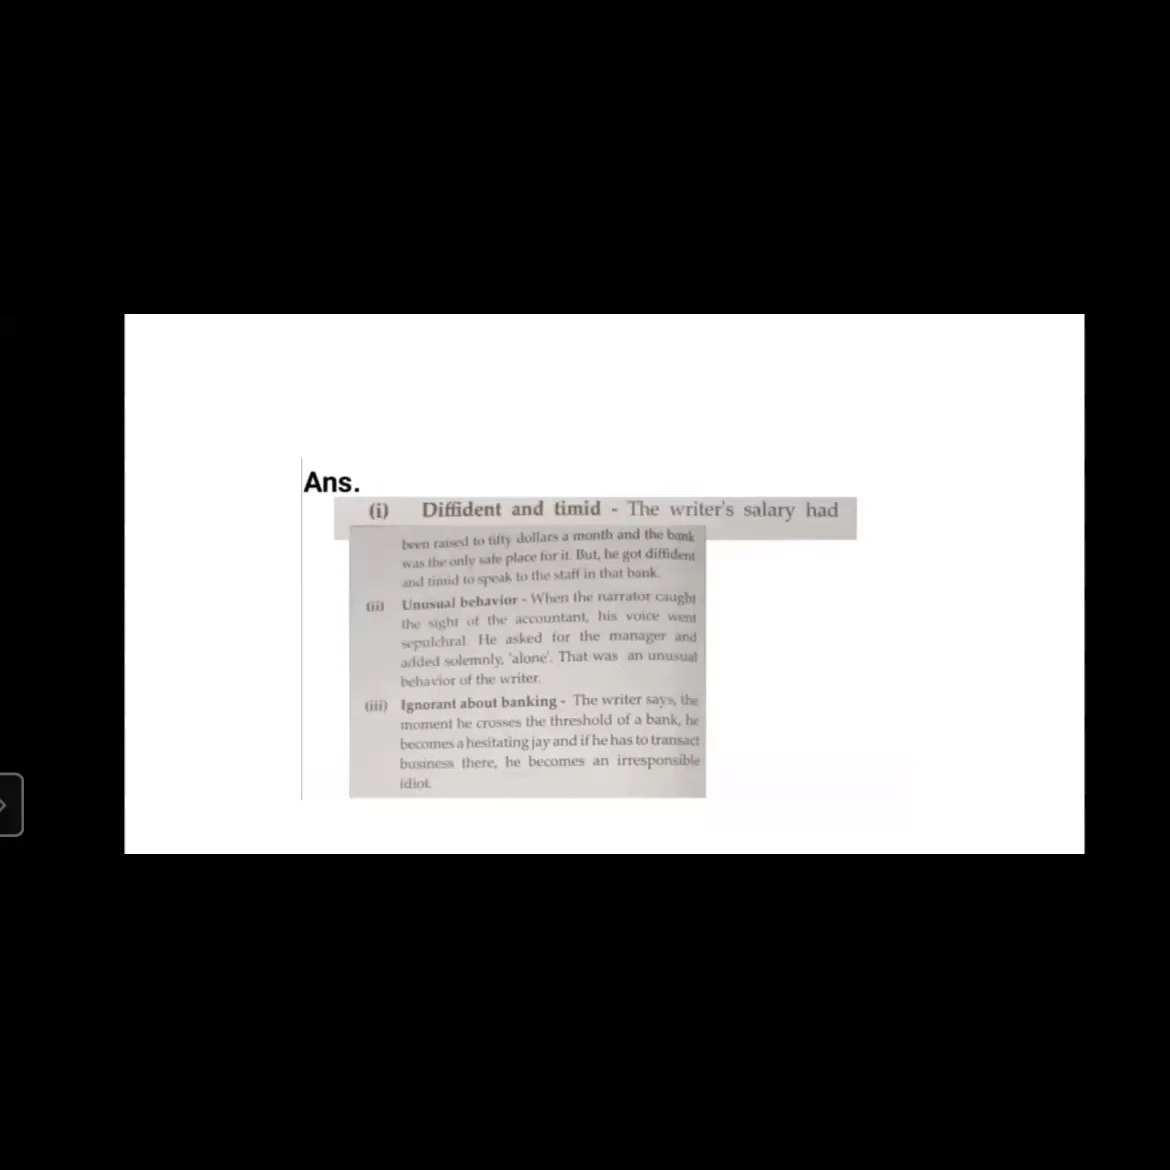 Ans.
(i) Diffident and timid - The writer's salary had
been raised to fifty dollars a month and the bank
was the only safe place for it. But, he got diffident
and timid to speak to the staff in that bank.
(ii) Unusual behavior - When the narrator caught
the sight of the accountant, his voice went
sepulchral. He asked for the manager and
added solemnly, 'alone'. That was an unusual
behavior of the writer.
(iii) Ignorant about banking - The writer says, the
moment he crosses the threshold of a bank, he
becomes a hesitating jay and if he has to transact
business there, he becomes an irresponsible
idiot.